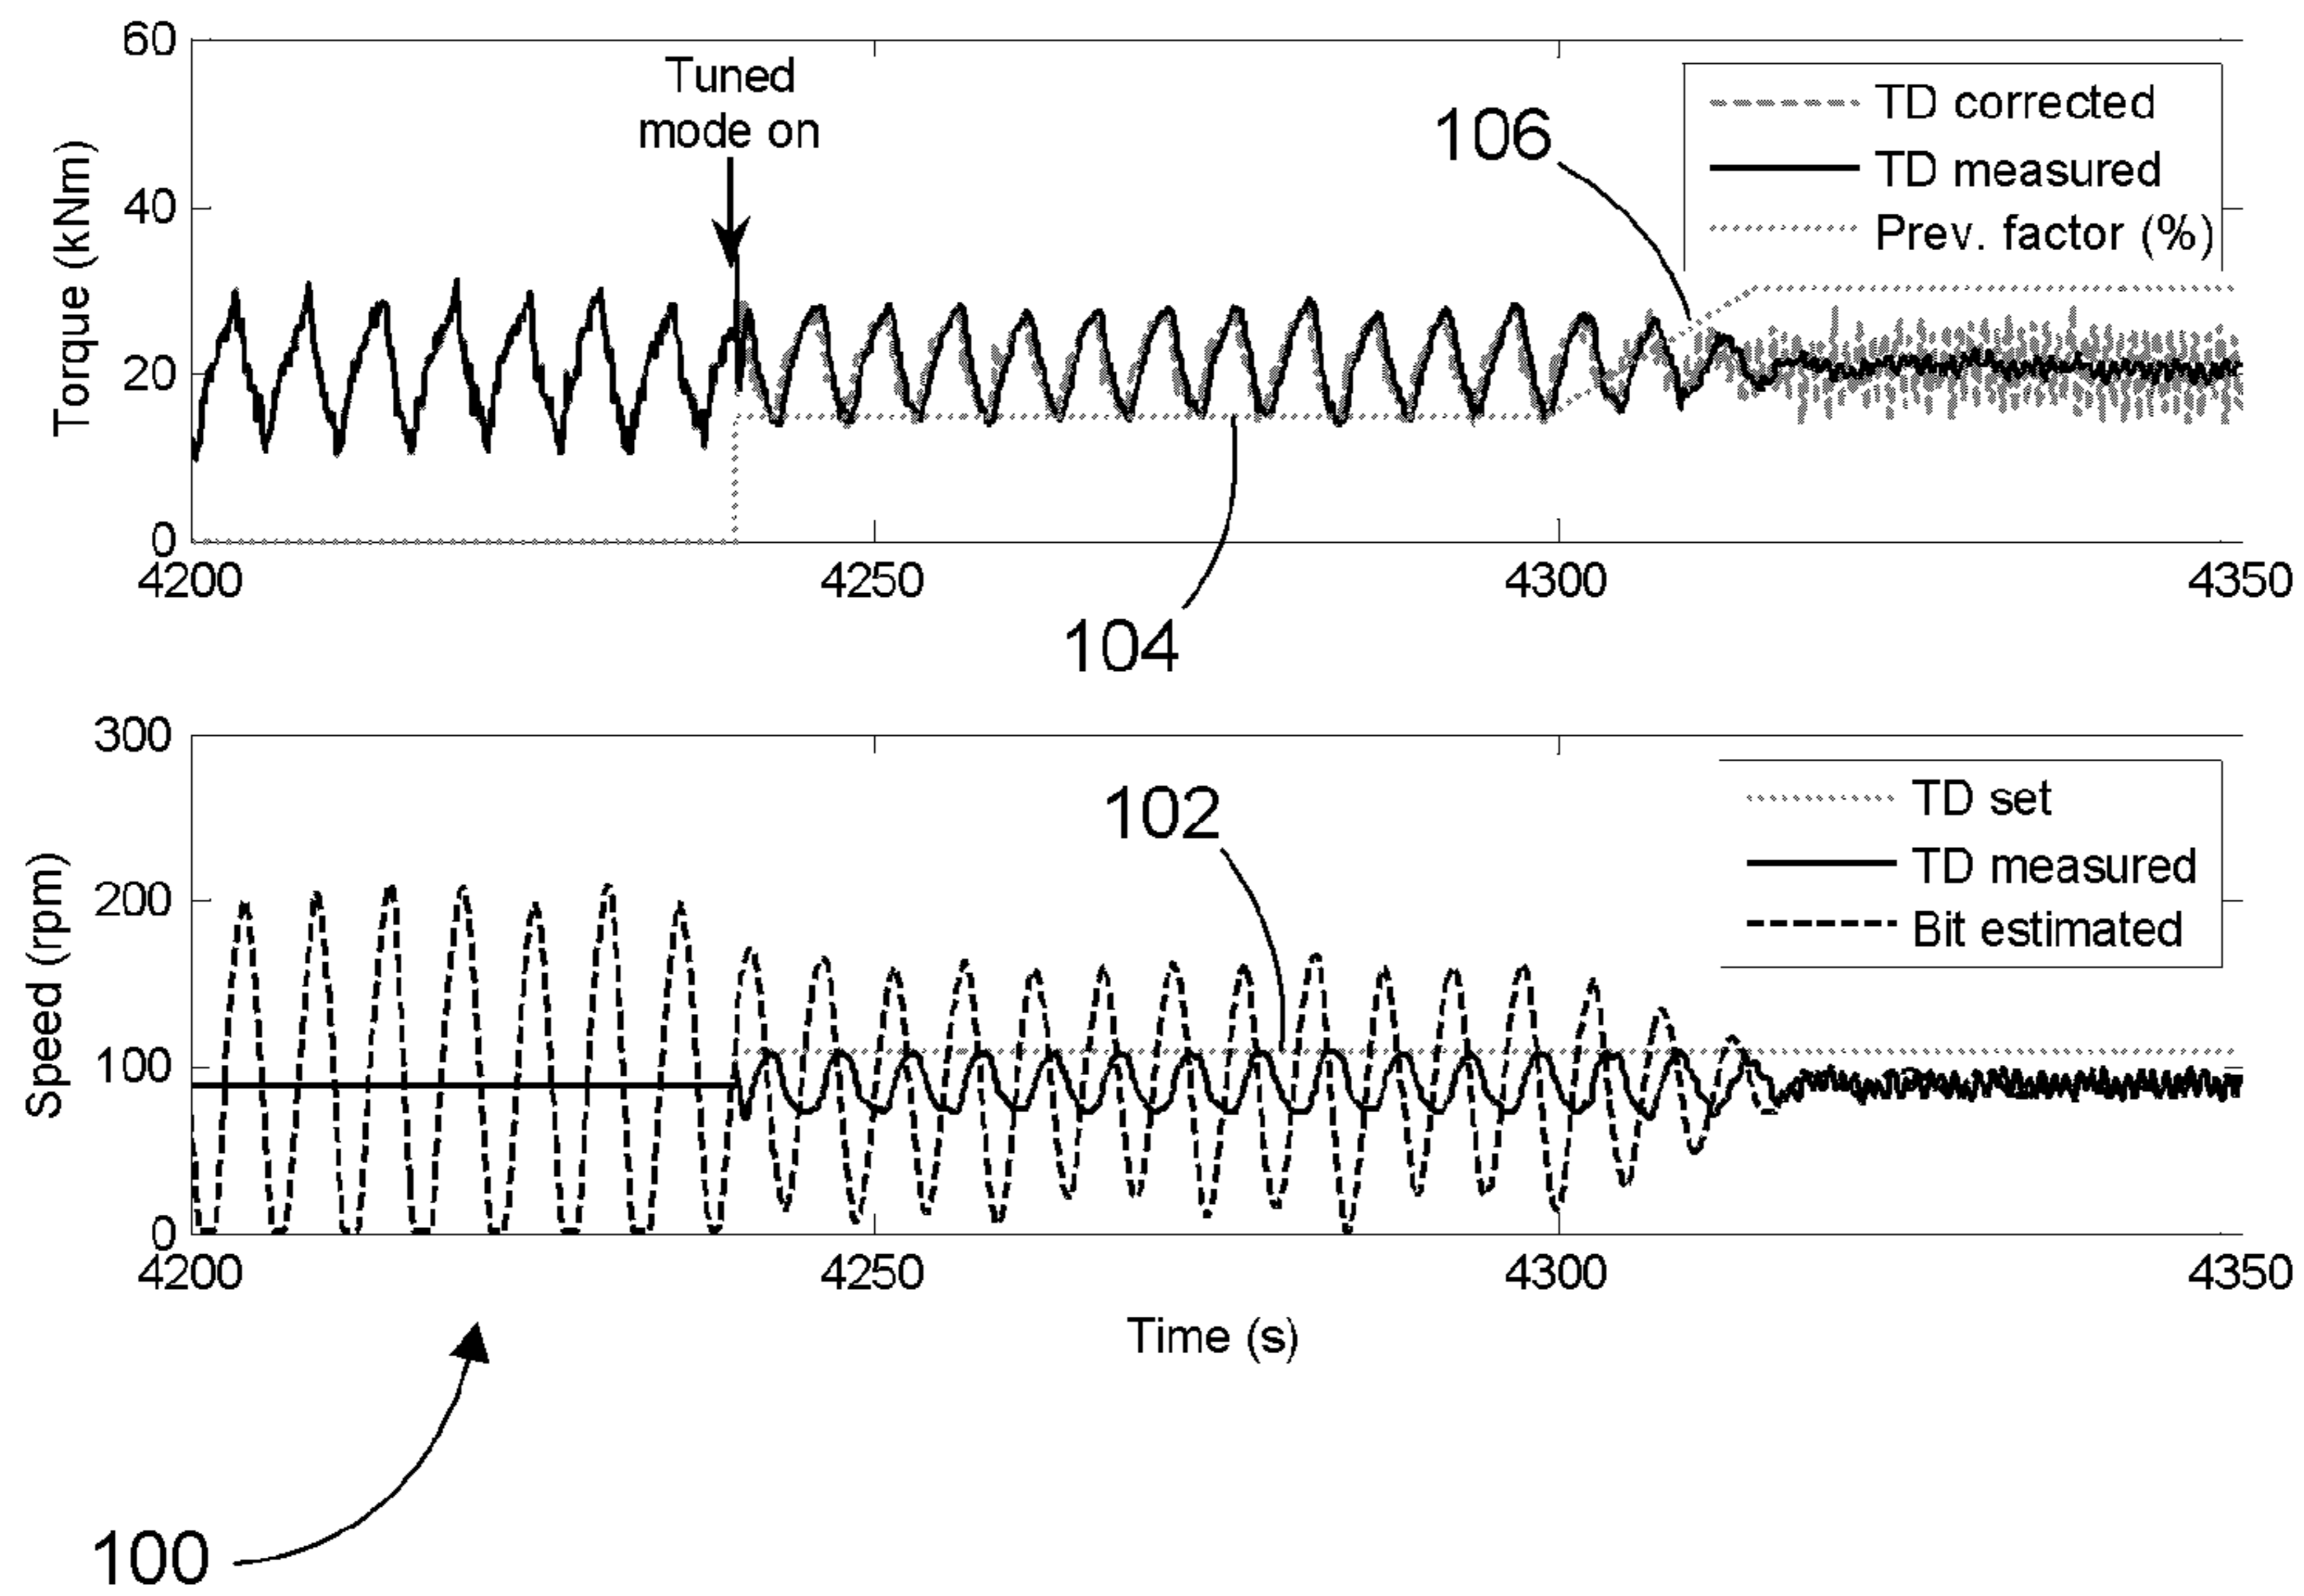 60
Tuned
mode on
TD corrected
106
TD measured
40
Prev. factor (%)
Torque (kNm)
20
0
4200
4250
4300
4350
104
300
102
TD set
TD measured
200
Bit estimated
Speed (rpm)
100
0
4200
4250
4300
4350
Time (s)
100